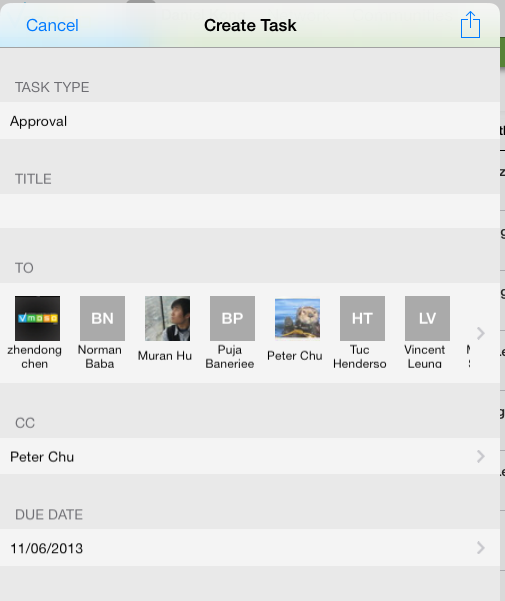 Cancel
Create Task
TASK TYPE
Approval
TITLE
TO
vmoso
BN
BP
HT
LV
zhendong
chen
Norman
Baba
Muran Hu
Puja
Banerjee
Peter Chu
Tuc
Henderso
Vincent
Leung
CC
Peter Chu
DUE DATE
11/06/2013